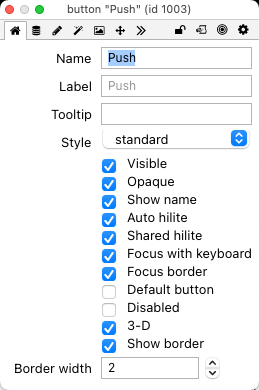 button "Push" (id 1003)
Name Push
Label Push
Tooltip
Style standard
Visible
Opaque
Show name
Auto hilite
Shared hilite
Focus with keyboard
Focus border
Default button
Disabled
3-D
Show border
Border width 2